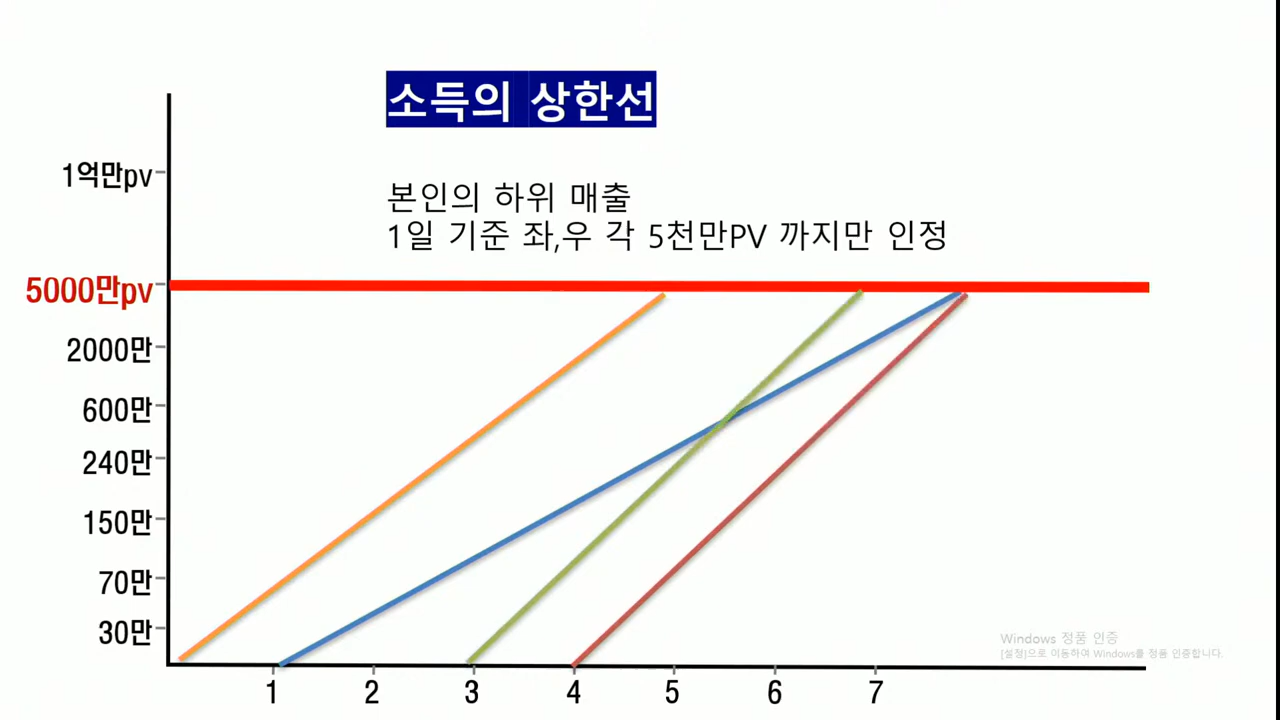 소득의 상한선
본인의 하위 매출
1일 기준 좌,우 각 5천만PV 까지만 인정
1억만pv
5000만pv
2000만
600만
240만
150만
70만
30만
1 2 3 4 5 6 7
Windows 정품 인증
[설정]으로 이동하여 Windows를 정품 인증합니다.